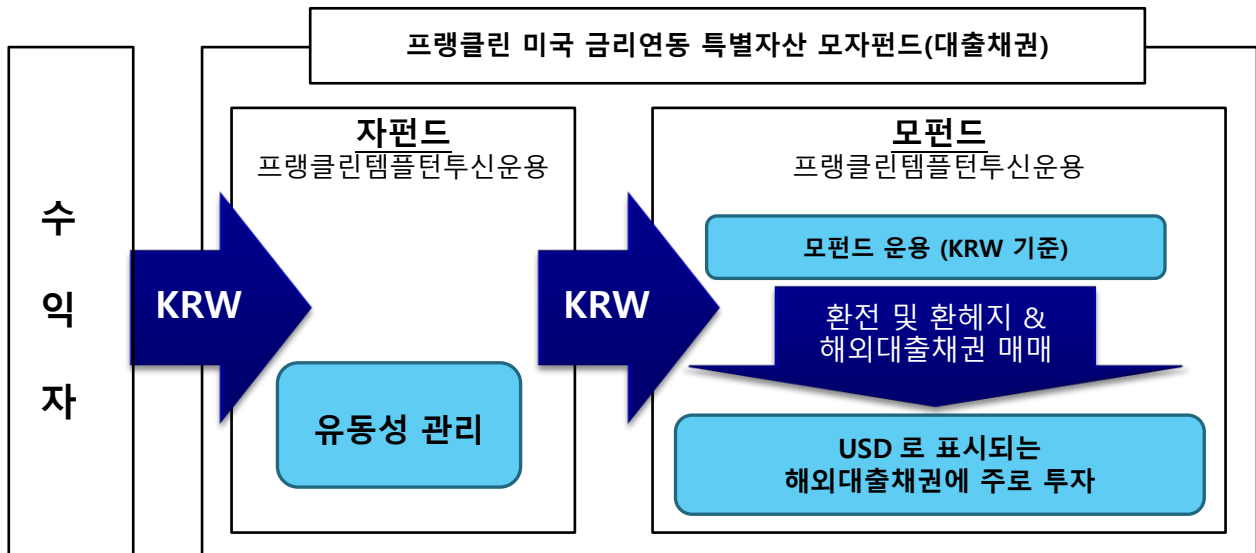 프랭클린 미국 금리연동 특별자산 모자펀드(대출채권)
수
익
자
KRW
자펀드
프랭클린템플턴투신운용
유동성 관리
KRW
모펀드
프랭클린템플턴투신운용
모펀드 운용 (KRW 기준)
환전 및 환헤지 &
해외대출채권 매매
USD 로 표시되는
해외대출채권에 주로 투자